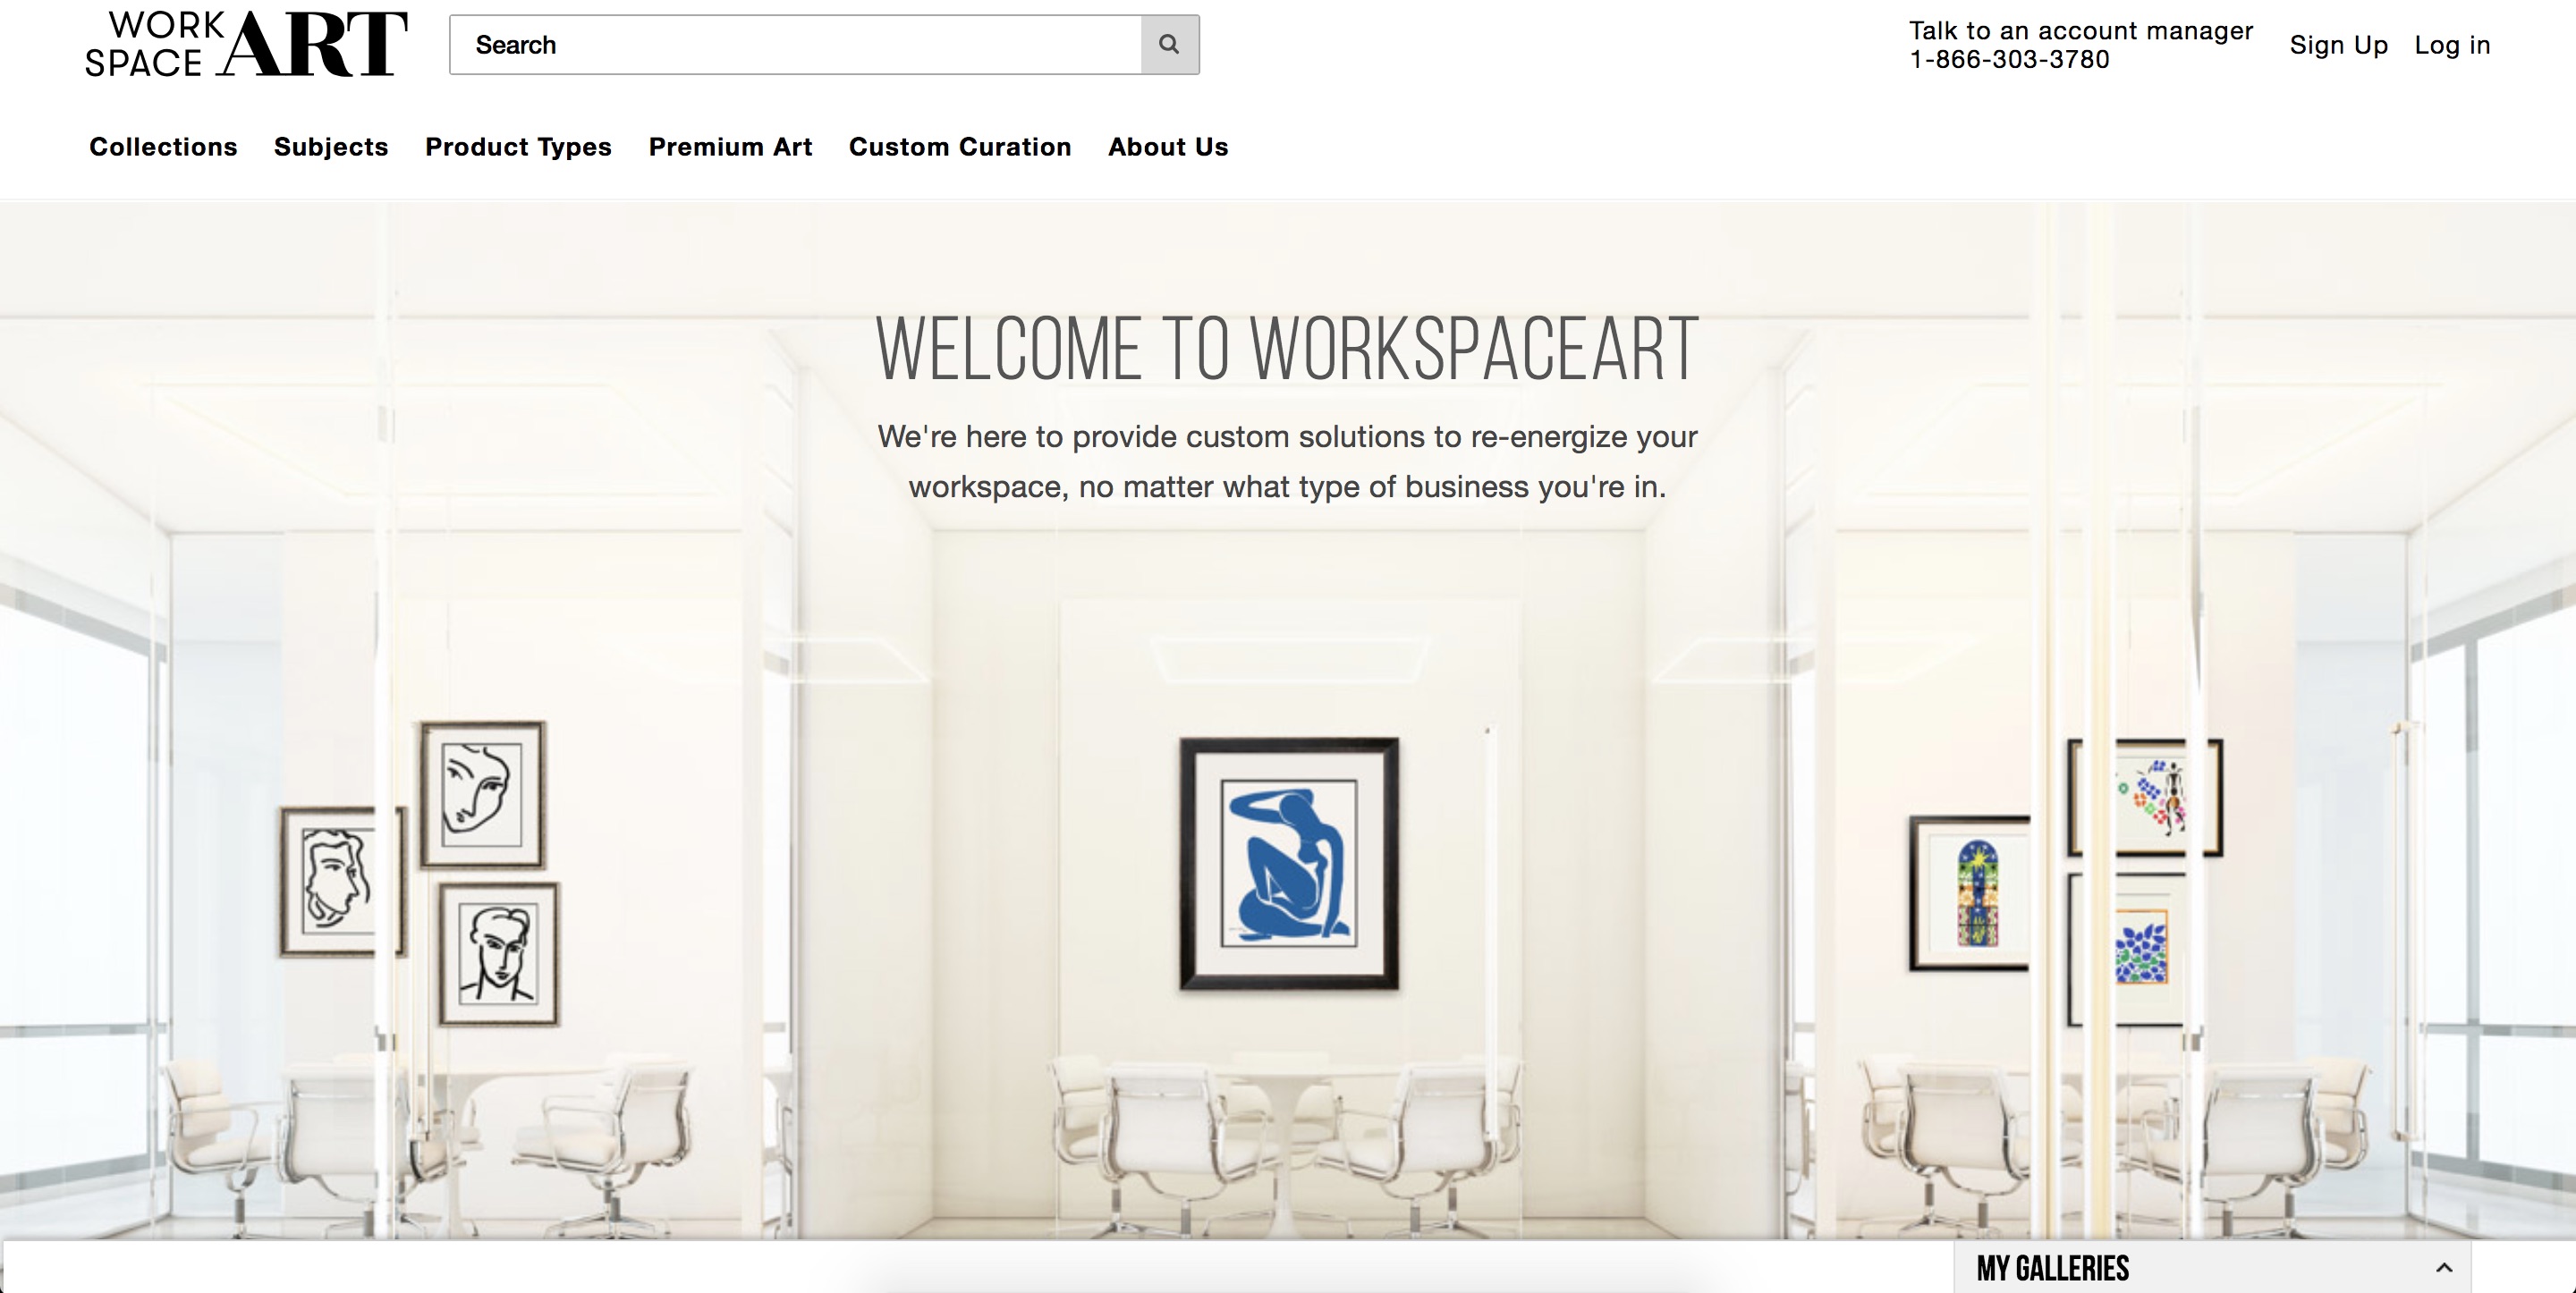 WORK
SPACE ART
Search
Talk to an account manager
1-866-303-3780
Sign Up
Log in
Collections
Subjects
Product Types
Premium Art
Custom Curation
About Us
WELCOME TO WORKSPACEART
We're here to provide custom solutions to re-energize your
workspace, no matter what type of business you're in.
MY GALLERIES